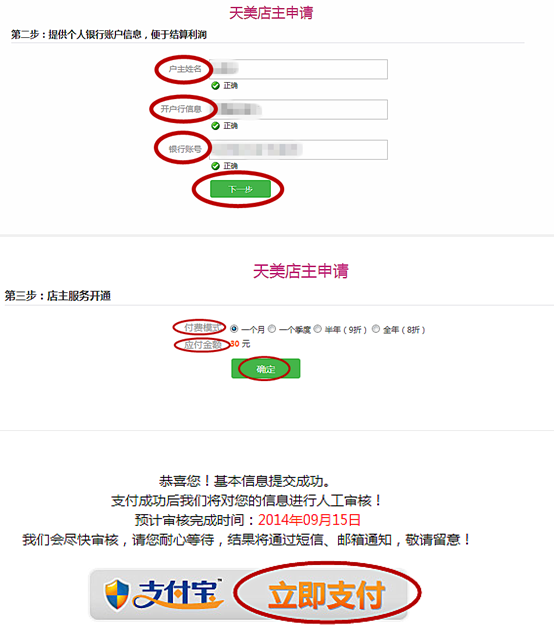 天美店主申请
第二步：提供个人银行账户信息，便于结算利润
户主姓名
正确
开户行信息
正确
银行账号
正确
下一步
天美店主申请
第三步：店主服务开通
付费模式 一个月 一个季度 半年（9折） 全年（8折）
应付金额 30 元
确定
恭喜您！基本信息提交成功。
支付成功后我们将对您的信息进行人工审核！
预计审核完成时间：2014年09月15日
我们会尽快审核，请您耐心等待，结果将通过短信、邮箱通知，敬请留意！
支付宝™ 立即支付